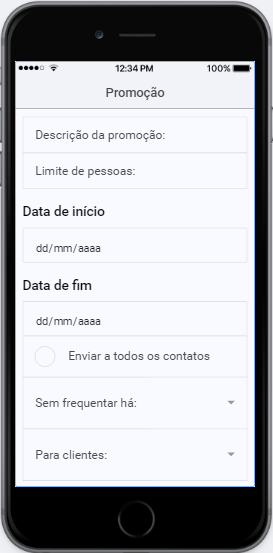 12:34 PM 100%
Promoção
Descrição da promoção:
Limite de pessoas:
Data de início
dd/mm/aaaa
Data de fim
dd/mm/aaaa
Enviar a todos os contatos
Sem frequentar há:
Para clientes: